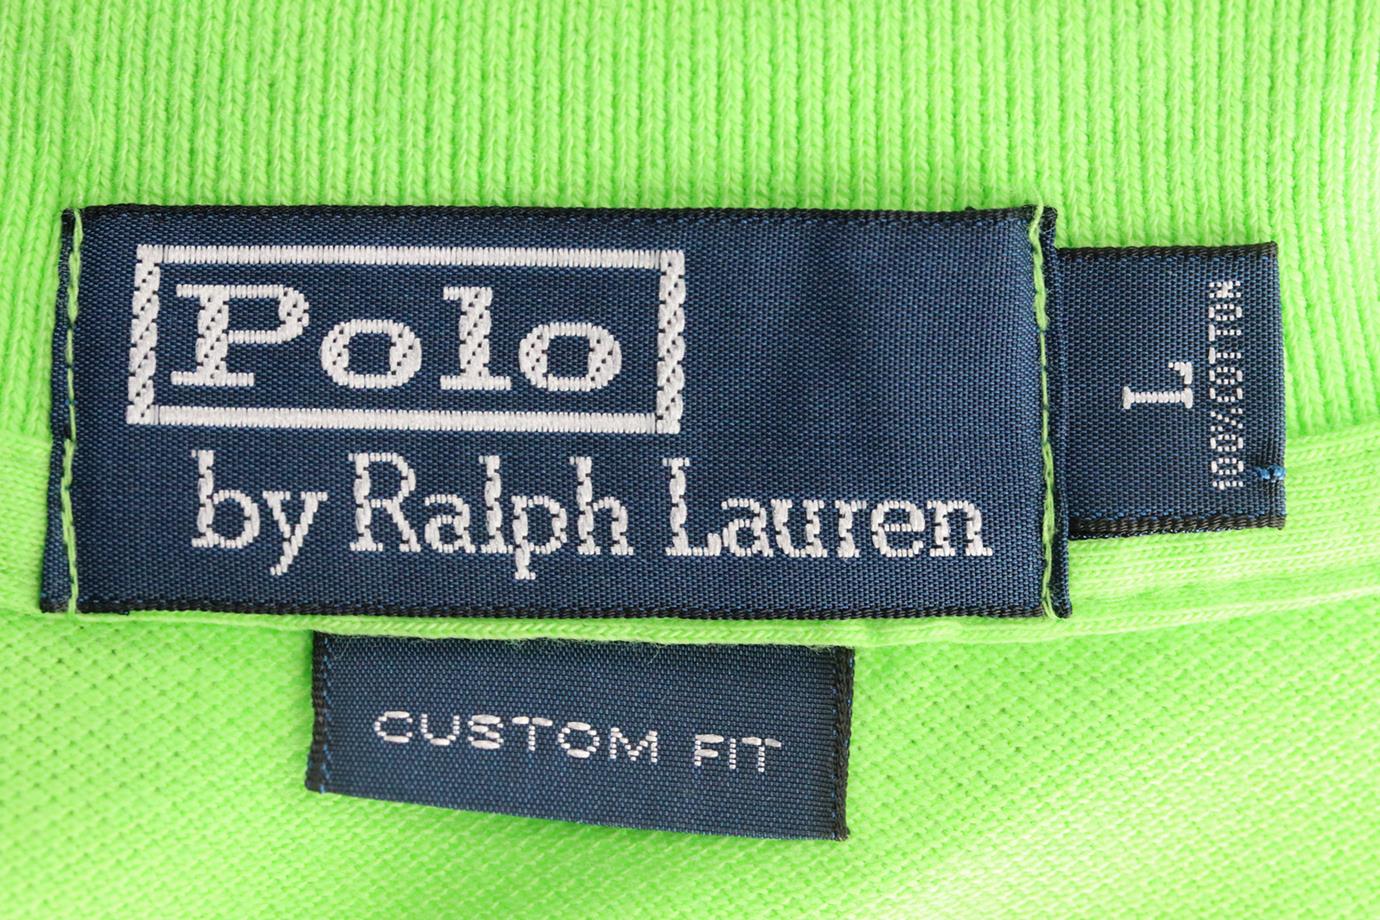 Polo
by Ralph Lauren
L
100% COTTON
CUSTOM FIT